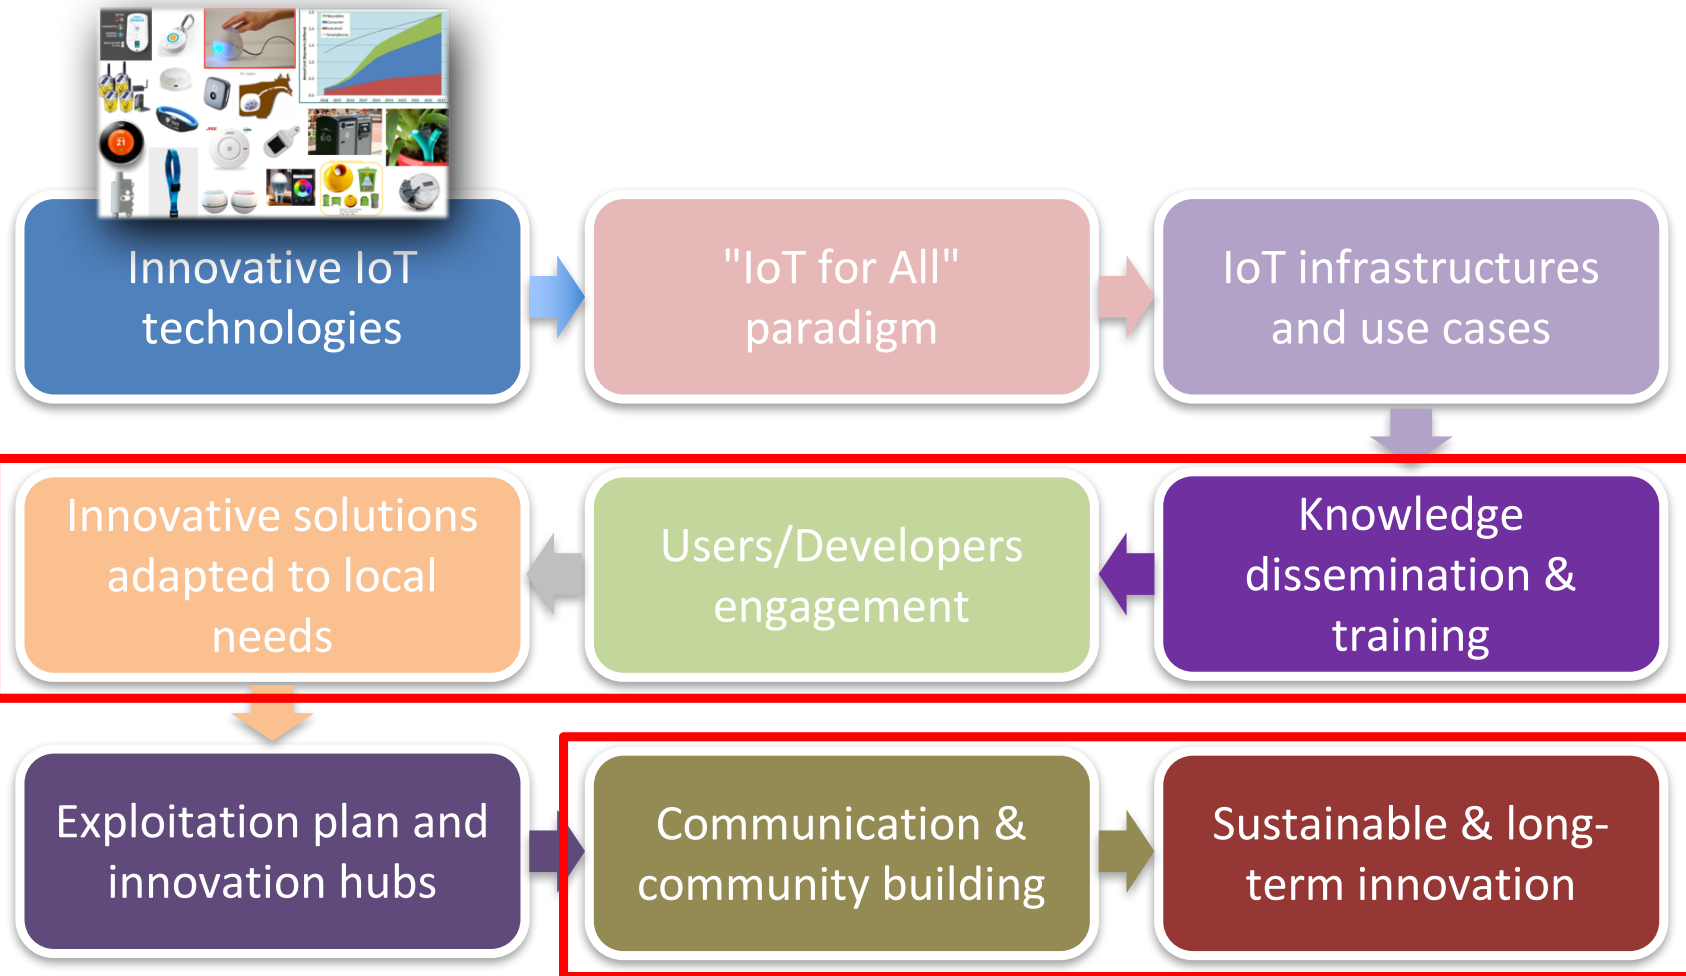 Innovative IoT
technologies
"IoT for All"
paradigm
IoT infrastructures
and use cases
Innovative solutions
adapted to local
needs
Users/Developers
engagement
Knowledge
dissemination &
training
Exploitation plan and
innovation hubs
Communication &
community building
Sustainable & long-
term innovation